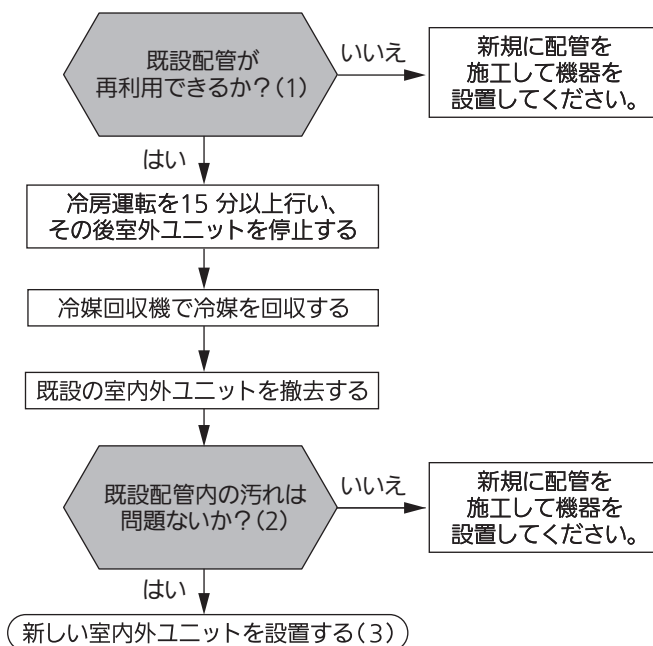 既設配管が
再利用できるか？(1)
いいえ
新規に配管を
施工して機器を
設置してください。
はい
冷房運転を15 分以上行い、
その後室外ユニットを停止する
冷媒回収機で冷媒を回収する
既設の室内外ユニットを撤去する
既設配管内の汚れは
問題ないか？(2)
いいえ
新規に配管を
施工して機器を
設置してください。
はい
新しい室内外ユニットを設置する(3)